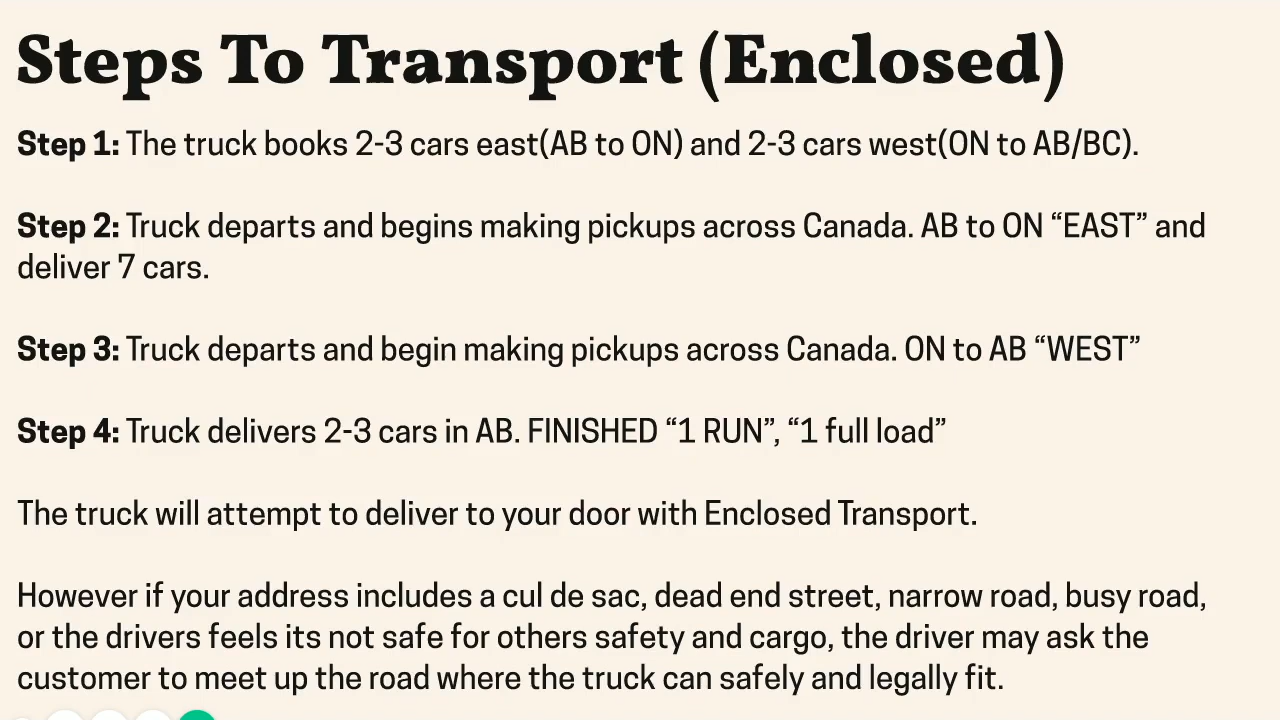 Steps To Transport (Enclosed)
Step 1: The truck books 2-3 cars east(AB to ON) and 2-3 cars west(ON to AB/BC).
Step 2: Truck departs and begins making pickups across Canada. AB to ON “EAST” and
deliver 7 cars.
Step 3: Truck departs and begin making pickups across Canada. ON to AB “WEST”
Step 4: Truck delivers 2-3 cars in AB. FINISHED “1 RUN”, “1 full load”
The truck will attempt to deliver to your door with Enclosed Transport.
However if your address includes a cul de sac, dead end street, narrow road, busy road,
or the drivers feels its not safe for others safety and cargo, the driver may ask the
customer to meet up the road where the truck can safely and legally fit.